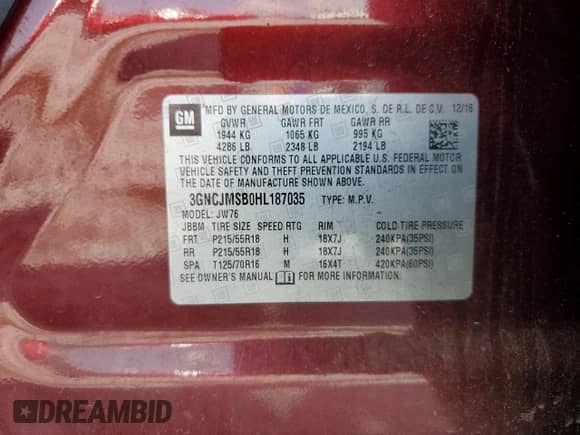 GM
MFD BY GENERAL MOTORS DE MEXICO, S. DE R.L. DE C.V. 12/16
GVWR GAWR FRT GAWR RR
1944 KG 1065 KG 995 KG
4286 LB 2348 LB 2194 LB
THIS VEHICLE CONFORMS TO ALL APPLICABLE U.S. FEDERAL MOTOR
VEHICLE SAFETY AND THEFT PREVENTION STANDARDS IN EFFECT
ON THE DATE OF MANUFACTURE SHOWN ABOVE.
3GNCJMSB0HL187035 TYPE: M.P.V.
MODEL: JW76
JBBM TIRE SIZE SPEED RTG RIM COLD TIRE PRESSURE
FRT P215/55R18 H 18X7J 240KPA(35PSI)
RR P215/55R18 H 18X7J 240KPA(35PSI)
SPA T125/70R16 M 16X4T 420KPA(60PSI)
SEE OWNER'S MANUAL FOR MORE INFORMATION.
DREAMBID